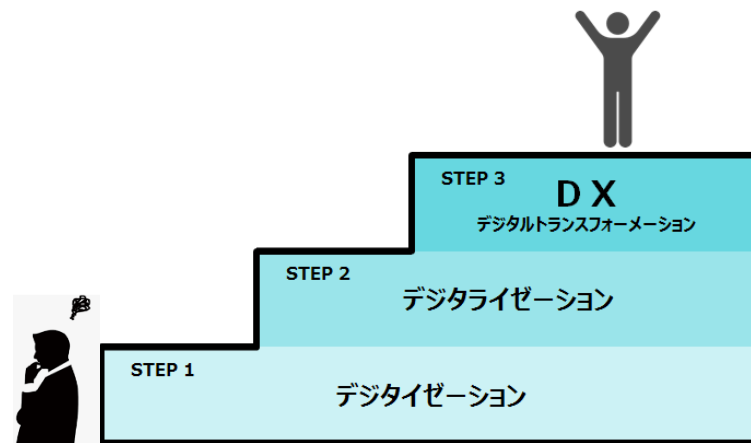 STEP 3
DX
デジタルトランスフォーメーション
STEP 2
デジタライゼーション
STEP 1
デジタイゼーション